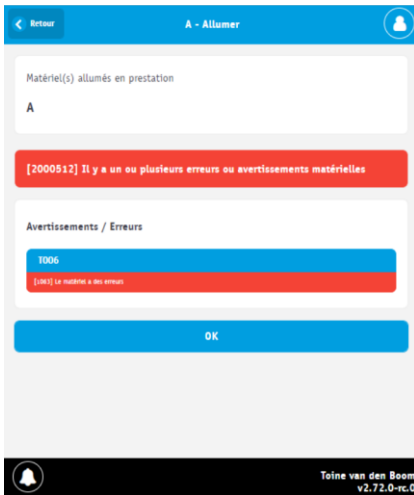 Retour
A - Allumer
Matériel(s) allumés en prestation
A
[2000512] Il y a un ou plusieurs erreurs ou avertissements matérielles
Avertissements / Erreurs
T006
[1083] Le matériel a des erreurs
OK
Toine van den Boom
v2.72.0-rc.0